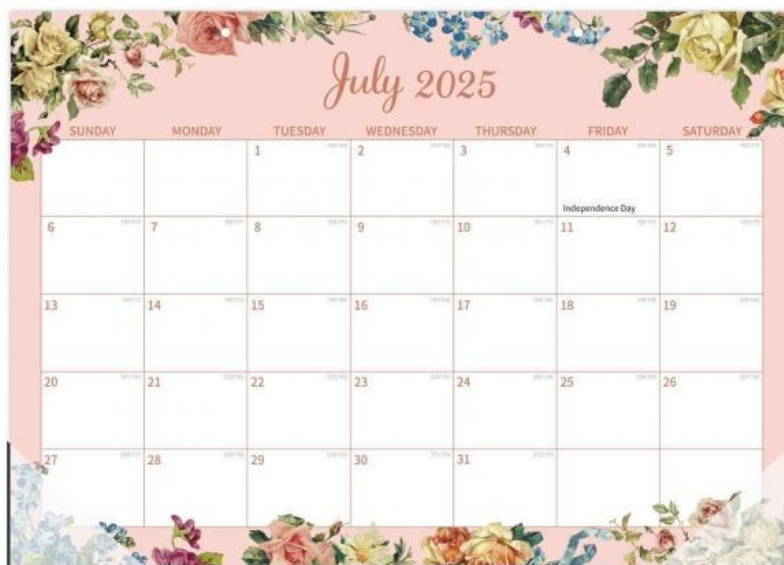 July 2025
SUNDAY MONDAY TUESDAY WEDNESDAY THURSDAY FRIDAY SATURDAY
1 2 3 4 5
Independence Day
6 7 8 9 10 11 12
13 14 15 16 17 18 19
20 21 22 23 24 25 26
27 28 29 30 31